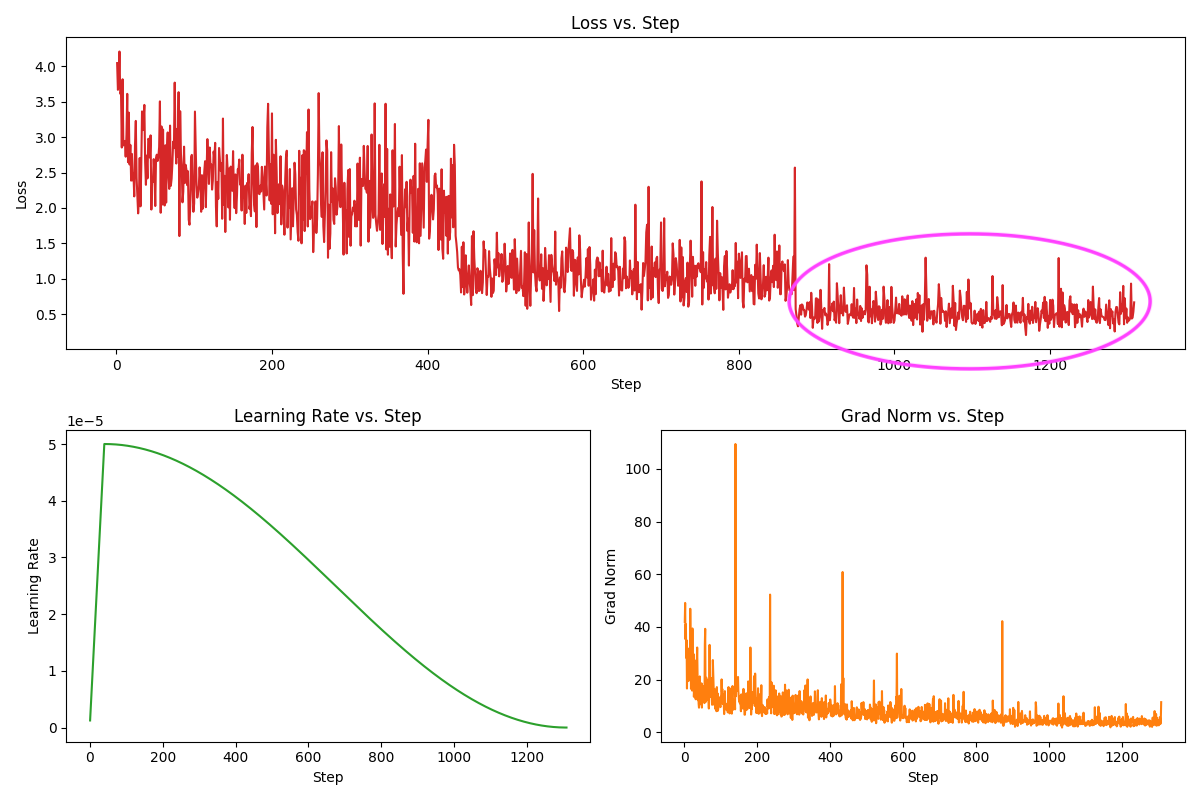 Loss vs. Step
4.0
3.5
3.0
2.5
2.0
1.5
1.0
0.5
Loss
0 200 400 600 800 1000 1200
Step
Learning Rate vs. Step
1e−5
5
4
3
2
1
0
Learning Rate
0 200 400 600 800 1000 1200
Step
Grad Norm vs. Step
100
80
60
40
20
0
Grad Norm
0 200 400 600 800 1000 1200
Step